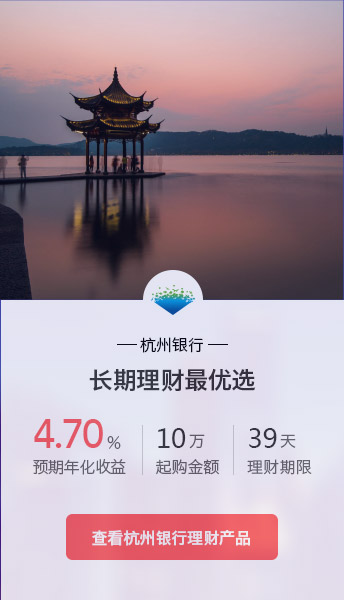 杭州银行
长期理财最优选
4.70%
10万
39天
预期年化收益
起购金额
理财期限
查看杭州银行理财产品